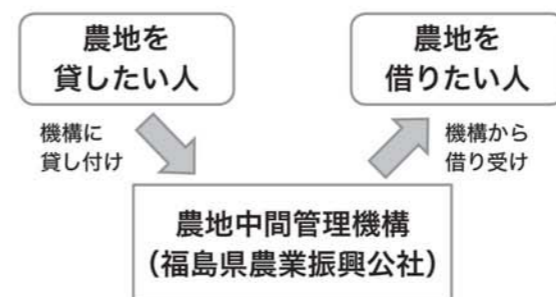 農地を
貸したい人
農地を
借りたい人
機構に
貸し付け
機構から
借り受け
農地中間管理機構
（福島県農業振興公社）